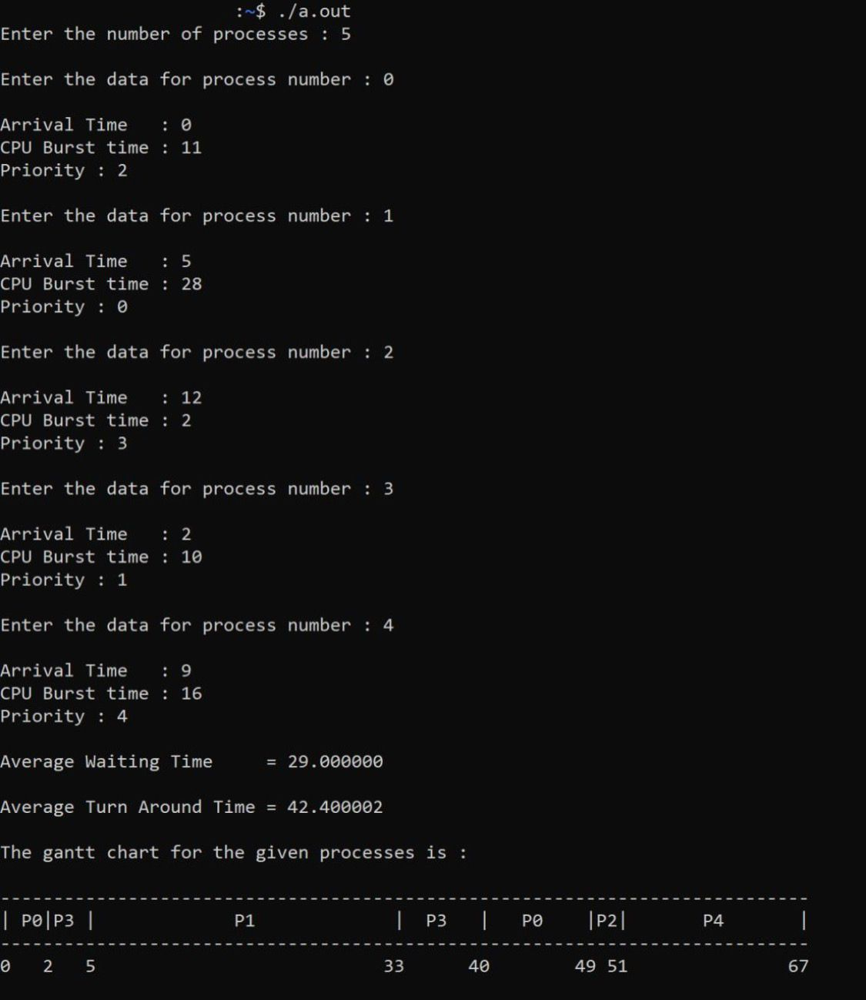 :~$ ./a.out
Enter the number of processes : 5
Enter the data for process number : 0
Arrival Time   : 0
CPU Burst time : 11
Priority : 2
Enter the data for process number : 1
Arrival Time   : 5
CPU Burst time : 28
Priority : 0
Enter the data for process number : 2
Arrival Time   : 12
CPU Burst time : 2
Priority : 3
Enter the data for process number : 3
Arrival Time   : 2
CPU Burst time : 10
Priority : 1
Enter the data for process number : 4
Arrival Time   : 9
CPU Burst time : 16
Priority : 4
Average Waiting Time     = 29.000000
Average Turn Around Time = 42.400002
The gantt chart for the given processes is :
----------------------------------------------------------------------------
| P0|P3 |             P1             |  P3   |   P0    |P2|       P4       |
----------------------------------------------------------------------------
0   2   5                           33      40        49 51               67